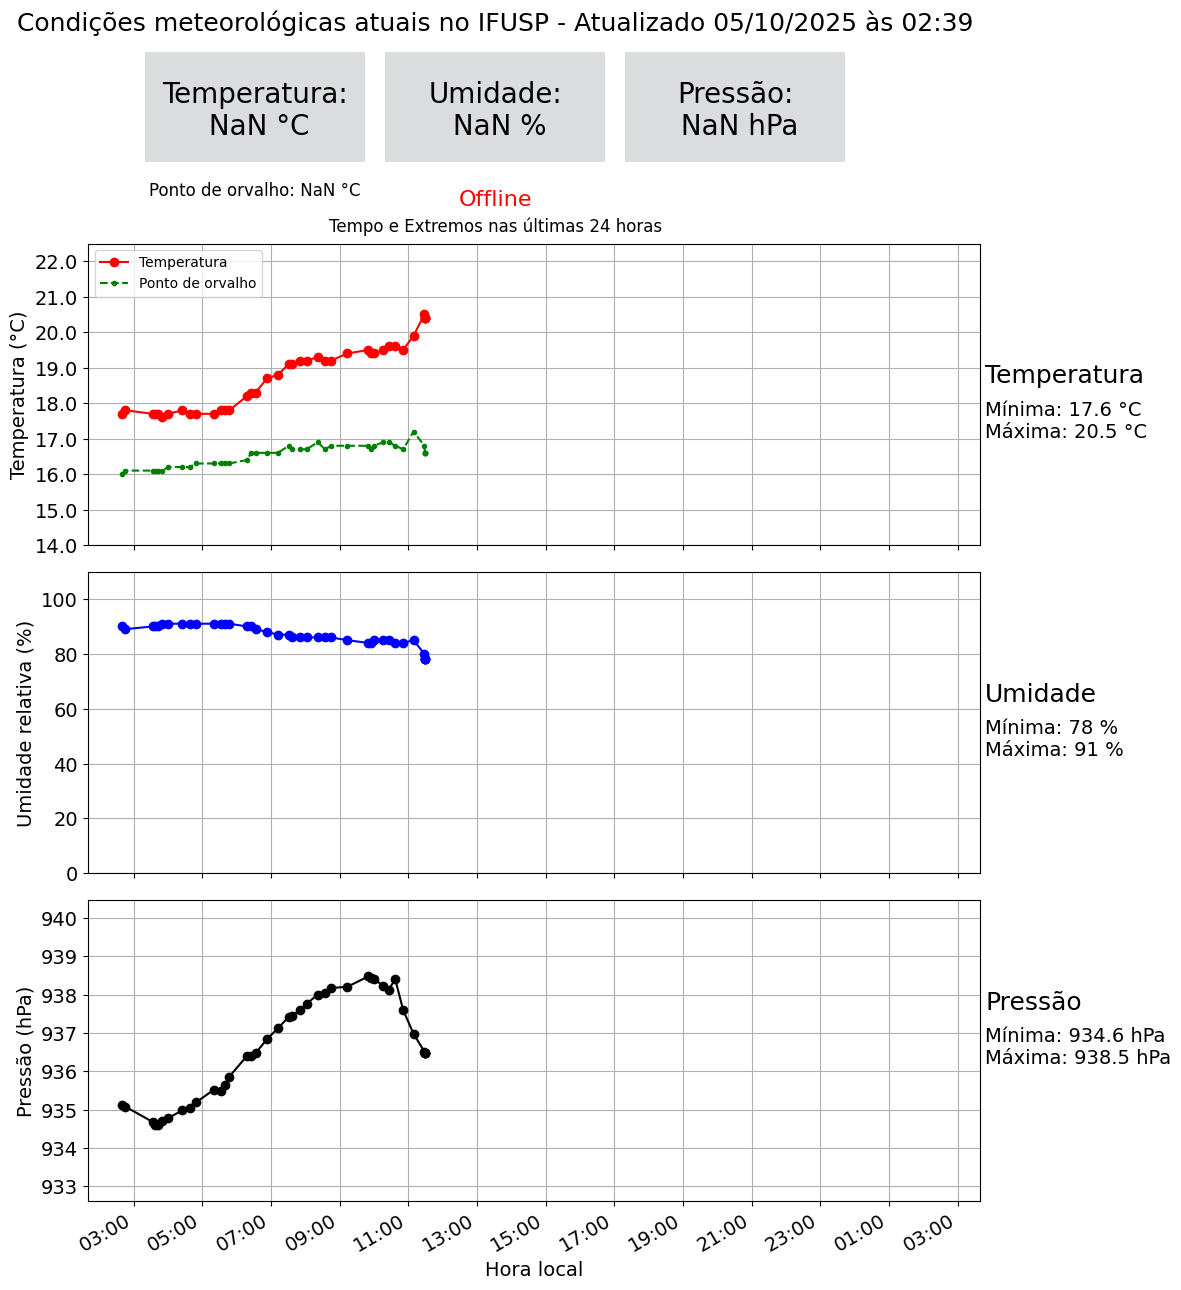 Condições meteorológicas atuais no IFUSP - Atualizado 05/10/2025 às 02:39
Temperatura:
NaN °C
Umidade:
NaN %
Pressão:
NaN hPa
Ponto de orvalho: NaN °C
Offline
Tempo e Extremos nas últimas 24 horas
Temperatura
Ponto de orvalho
Temperatura (°C)
22.0
21.0
20.0
19.0
18.0
17.0
16.0
15.0
14.0
Temperatura
Mínima: 17.6 °C
Máxima: 20.5 °C
Umidade relativa (%)
100
80
60
40
20
0
Umidade
Mínima: 78 %
Máxima: 91 %
Pressão (hPa)
940
939
938
937
936
935
934
933
Pressão
Mínima: 934.6 hPa
Máxima: 938.5 hPa
03:00 05:00 07:00 09:00 11:00 13:00 15:00 17:00 19:00 21:00 23:00 01:00 03:00
Hora local